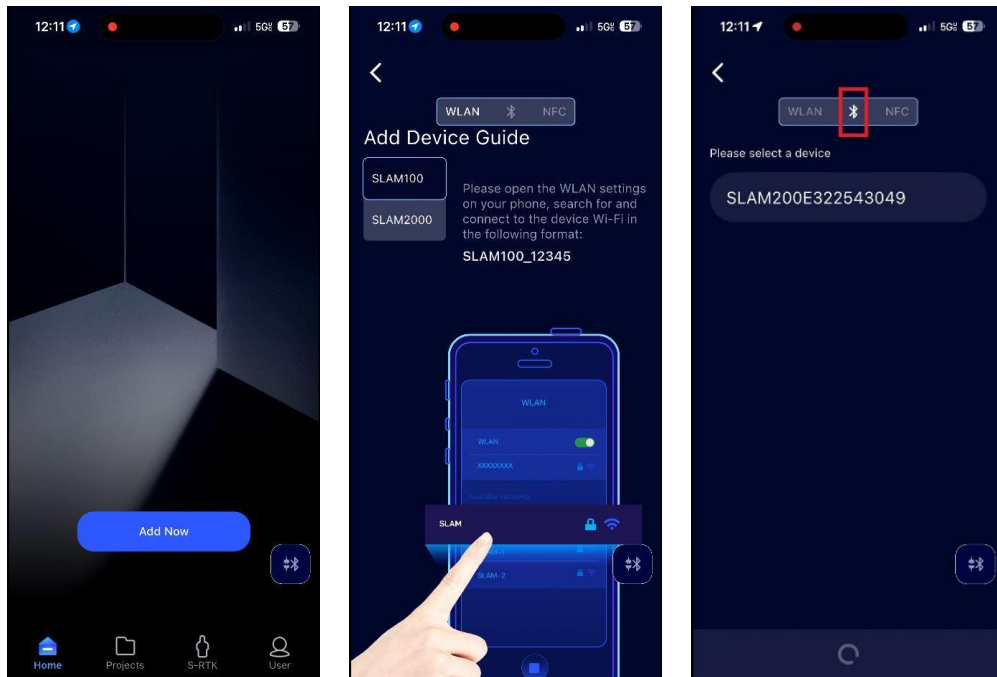 12:11
5G 57
Add Now
Home
Projects
S-RTK
User
12:11
5G 57
WLAN
NFC
Add Device Guide
SLAM100
SLAM2000
Please open the WLAN settings
on your phone, search for and
connect to the device Wi-Fi in
the following format:
SLAM100_12345
WLAN
WLAN
XXXXXXXX
Available networks
SLAM
SLAM-2
12:11
5G 57
WLAN
NFC
Please select a device
SLAM200E322543049